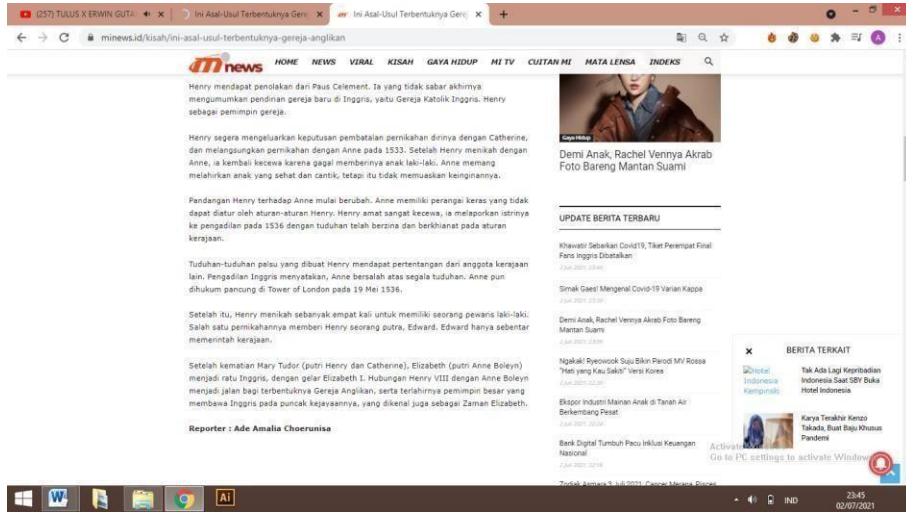 (257) TULUS X ERWIN GUTA
Ini Asal-Usul Terbentuknya Gere
Ini Asal-Usul Terbentuknya Gere
minews.id/kisah/ini-asal-usul-terbentuknya-gereja-anglikan
news
HOME NEWS VIRAL KISAH GAYA HIDUP MI TV CUITAN MI MATA LENSA INDEKS
Henry mendapat penolakan dari Paus Celement. Ia yang tidak sabar akhirnya
mengumumkan pendirian gereja baru di Inggris, yaitu Gereja Katolik Inggris. Henry
sebagai pemimpin gereja.
Henry segera mengeluarkan keputusan pembatalan pernikahan dirinya dengan Catherine,
dan melangsungkan pernikahan dengan Anne pada 1533. Setelah Henry menikah dengan
Anne, ia kembali kecewa karena gagal memberinya anak laki-laki. Anne memang
melahirkan anak yang sehat dan cantik, tetapi itu tidak memuaskan keinginannya.
Pandangan Henry terhadap Anne mulai berubah. Anne memiliki perangai keras yang tidak
dapat diatur oleh aturan-aturan Henry. Henry amat sangat kecewa, ia melaporkan istrinya
ke pengadilan pada 1536 dengan tuduhan telah berzina dan berkhianat pada aturan
kerajaan.
Tuduhan-tuduhan palsu yang dibuat Henry mendapat pertentangan dari anggota kerajaan
lain. Pengadilan Inggris menyatakan, Anne bersalah atas segala tuduhan. Anne pun
dihukum pancung di Tower of London pada 19 Mei 1536.
Setelah itu, Henry menikah sebanyak empat kali untuk memiliki seorang pewaris laki-laki.
Salah satu pernikahannya memberi Henry seorang putra, Edward. Edward hanya sebentar
memerintah kerajaan.
Setelah kematian Mary Tudor (putri Henry dan Catherine), Elizabeth (putri Anne Boleyn)
menjadi ratu Inggris, dengan gelar Elizabeth I. Hubungan Henry VIII dengan Anne Boleyn
menjadi jalan bagi terbentuknya Gereja Anglikan, serta terlahirnya pemimpin besar yang
membawa Inggris pada puncak kejayaannya, yang dikenal juga sebagai Zaman Elizabeth.
Reporter : Ade Amalia Choerunisa
Gaya Hidup
Demi Anak, Rachel Vennya Akrab
Foto Bareng Mantan Suami
UPDATE BERITA TERBARU
Khawatir Sebarkan Covid19, Tiket Perempat Final
Fans Inggris Dibatalkan
Simak Gaes! Mengenal Covid-19 Varian Kappa
Demi Anak, Rachel Vennya Akrab Foto Bareng
Mantan Suami
Ngakak! Ryeowook Suju Bikin Parodi MV Rossa
"Hati yang Kau Sakiti" Versi Korea
Ekspor Industri Mainan Anak di Tanah Air
Berkembang Pesat
Bank Digital Tumbuh Pacu Inklusi Keuangan
Nasional
Zodiak Asmara 3 Juli 2021: Cancer Merana, Pisces
BERITA TERKAIT
Hotel
Indonesia
Kempinski
Tak Ada Lagi Kepribadian
Indonesia Saat SBY Buka
Hotel Indonesia
Karya Terakhir Kenzo
Takada, Buat Baju Khusus
Pandemi
Go to PC settings to activate Windows
IND
23:45
02/07/2021